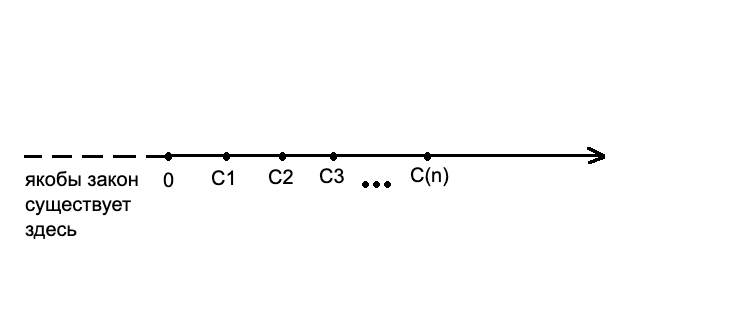 якобы закон
существует
здесь
0 C1 C2 C3 ... C(n)